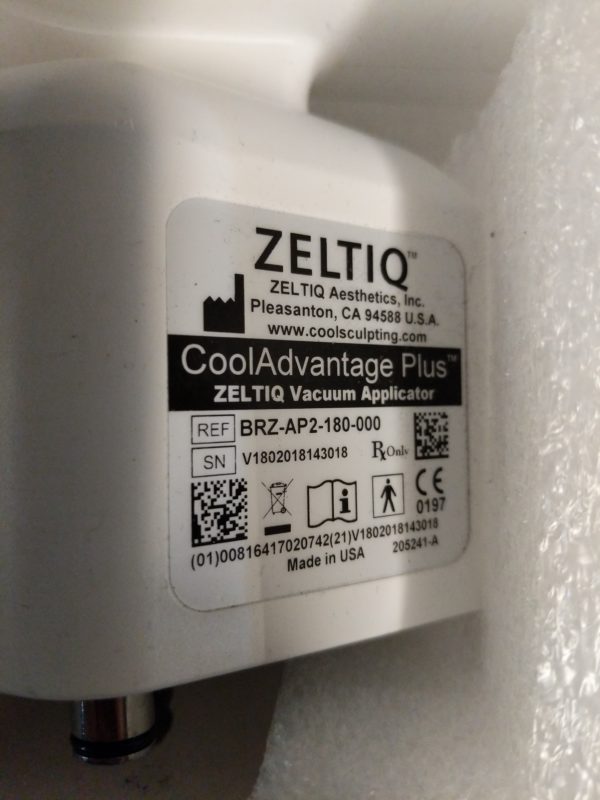 ZELTIQ™
ZELTIQ Aesthetics, Inc.
Pleasanton, CA 94588 U.S.A.
www.coolsculpting.com
CoolAdvantage Plus™
ZELTIQ Vacuum Applicator
REF BRZ-AP2-180-000
SN V1802018143018 Rx Only
CE
0197
(01)00816417020742(21)V1802018143018
Made in USA 205241-A